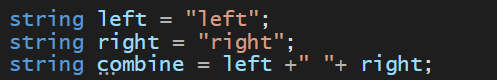 string left = "left";
string right = "right";
string combine = left +" "+ right;